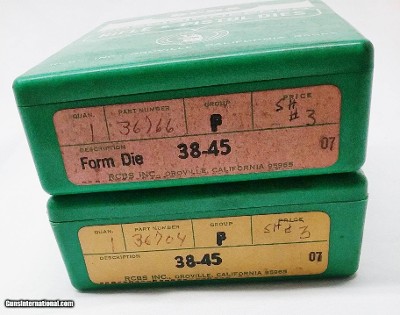 QUAN. PART NUMBER GROUP PRICE
1 36766 P SH #3
DESCRIPTION
Form Die 38-45 07
RCBS INC., OROVILLE, CALIFORNIA 95965
QUAN. PART NUMBER GROUP PRICE
1 36704 P SH# 3
DESCRIPTION 38-45 07
RCBS INC., OROVILLE, CALIFORNIA 95965
GunsInternational.com